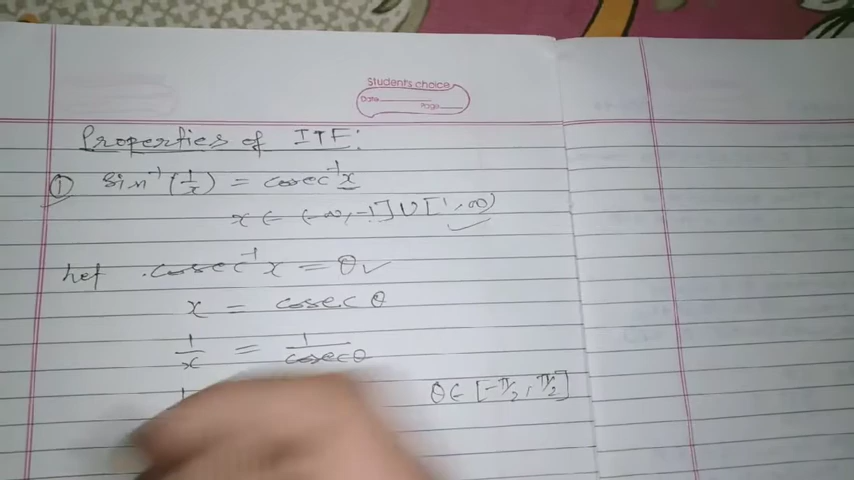 Student's choice
Date
Page
Properties of ITF:
① sin⁻¹(1/x) = cosec⁻¹x
x ∈ (-∞,-1] ∪ [1,∞)
Let cosec⁻¹x = θ ✓
x = cosec θ
1/x = 1/cosecθ
θ ∈ [-π/2, π/2]